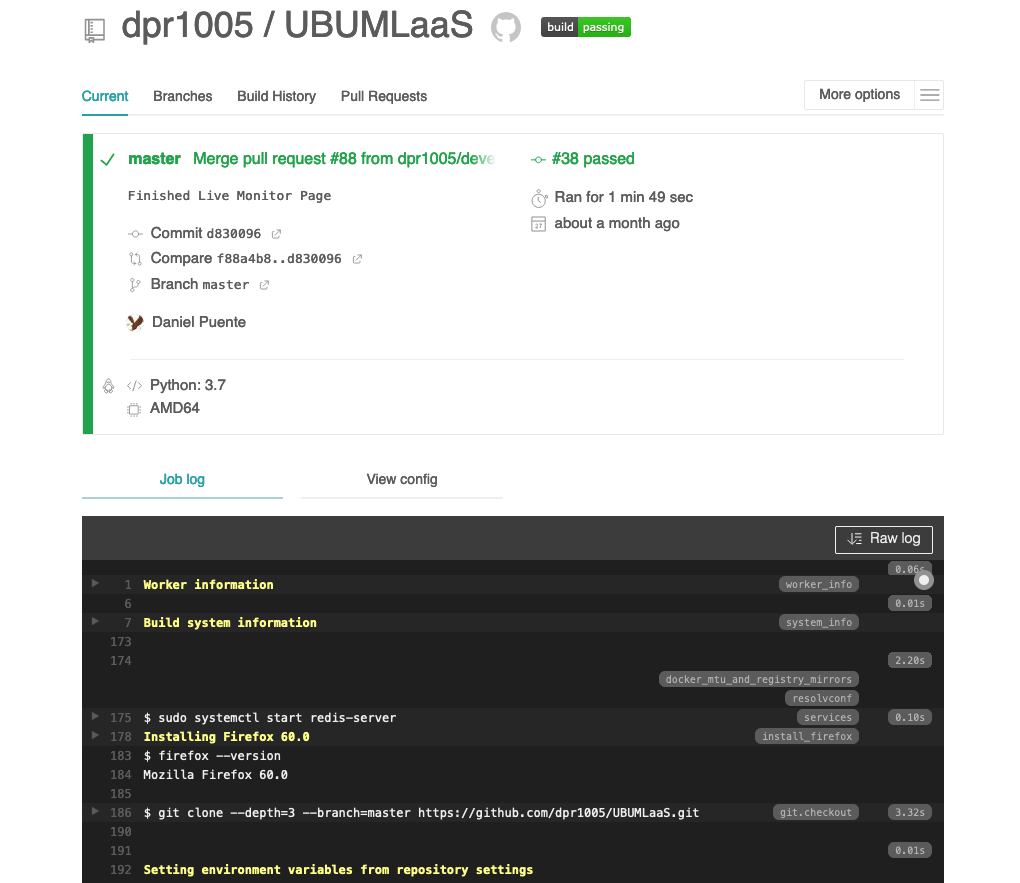 dpr1005 / UBUMLaaS build passing
Current Branches Build History Pull Requests More options
master Merge pull request #88 from dpr1005/deve
#38 passed
Finished Live Monitor Page
Ran for 1 min 49 sec
27 about a month ago
Commit d830096
Compare f88a4b8..d830096
Branch master
Daniel Puente
</> Python: 3.7
AMD64
Job log View config
Raw log
0.06s
1 Worker information worker_info
6 0.01s
7 Build system information system_info
173
174 2.20s
docker_mtu_and_registry_mirrors
resolvconf
175 $ sudo systemctl start redis-server services 0.10s
178 Installing Firefox 60.0 install_firefox
183 $ firefox --version
184 Mozilla Firefox 60.0
185
186 $ git clone --depth=3 --branch=master https://github.com/dpr1005/UBUMLaaS.git git.checkout 3.32s
190
191 0.01s
192 Setting environment variables from repository settings